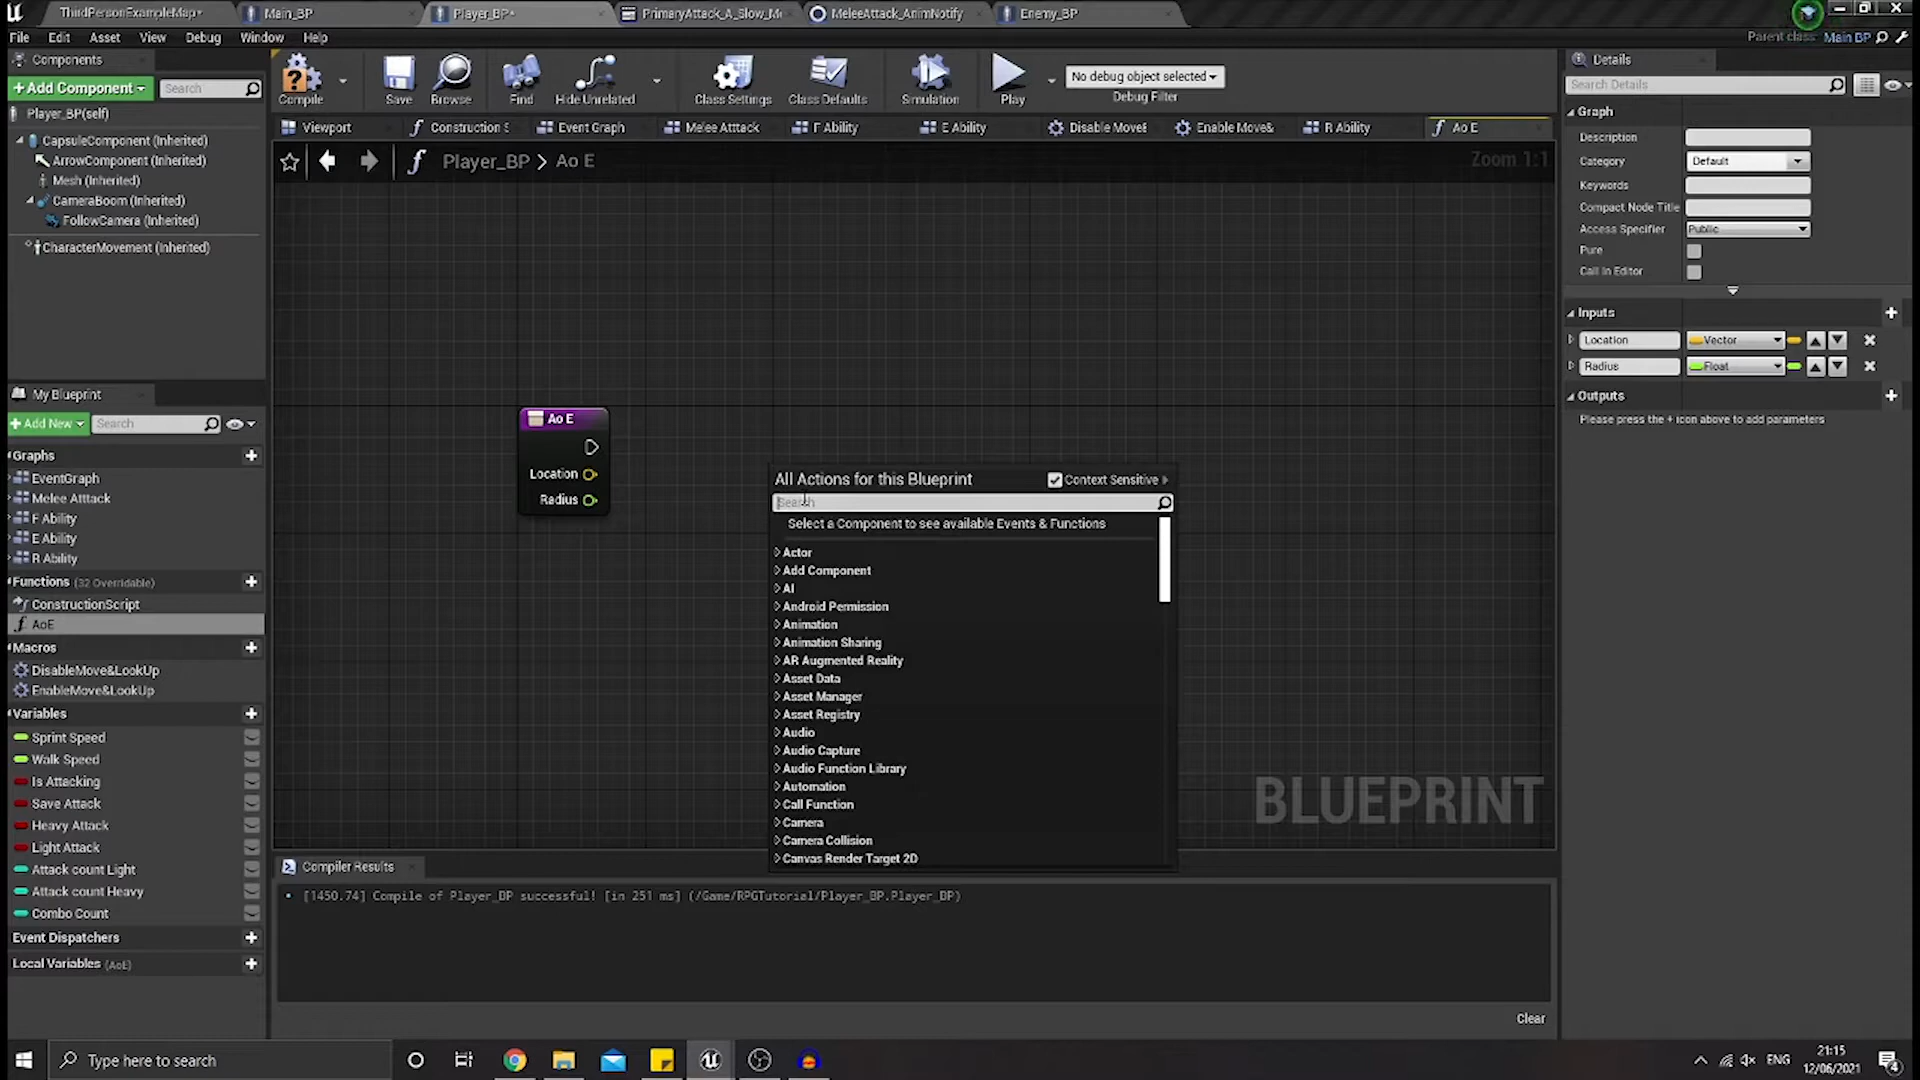 ThirdPersonExampleMap*
Main_BP
Player_BP*
PrimaryAttack_A_Slow_M
MeleeAttack_AnimNotify
Enemy_BP
File Edit Asset View Debug Window Help
Parent class: Main BP
Components
+Add Component
Search
Player_BP(self)
CapsuleComponent (Inherited)
ArrowComponent (Inherited)
Mesh (Inherited)
CameraBoom (Inherited)
FollowCamera (Inherited)
CharacterMovement (Inherited)
Compile
Save
Browse
Find
Hide Unrelated
Class Settings
Class Defaults
Simulation
Play
No debug object selected
Debug Filter
Viewport
Construction S
Event Graph
Melee Atttack
F Ability
E Ability
Disable Move&
Enable Move&
R Ability
Ao E
Player_BP > Ao E
Zoom 1:1
My Blueprint
+Add New
Search
Graphs
EventGraph
Melee Atttack
F Ability
E Ability
R Ability
Functions (32 Overridable)
ConstructionScript
AoE
Macros
DisableMove&LookUp
EnableMove&LookUp
Variables
Sprint Speed
Walk Speed
Is Attacking
Save Attack
Heavy Attack
Light Attack
Attack count Light
Attack count Heavy
Combo Count
Event Dispatchers
Local Variables (AoE)
Ao E
Location
Radius
All Actions for this Blueprint
Context Sensitive
Search
Select a Component to see available Events & Functions
Actor
Add Component
AI
Android Permission
Animation
Animation Sharing
AR Augmented Reality
Asset Data
Asset Manager
Asset Registry
Audio
Audio Capture
Audio Function Library
Automation
Call Function
Camera
Camera Collision
Canvas Render Target 2D
BLUEPRINT
Compiler Results
[1450.74] Compile of Player_BP successful! [in 251 ms] (/Game/RPGTutorial/Player_BP.Player_BP)
Clear
Details
Search Details
Graph
Description
Category Default
Keywords
Compact Node Title
Access Specifier Public
Pure
Call In Editor
Inputs
Location Vector
Radius Float
Outputs
Please press the + icon above to add parameters
Type here to search
ENG
21:15
12/06/2021
4